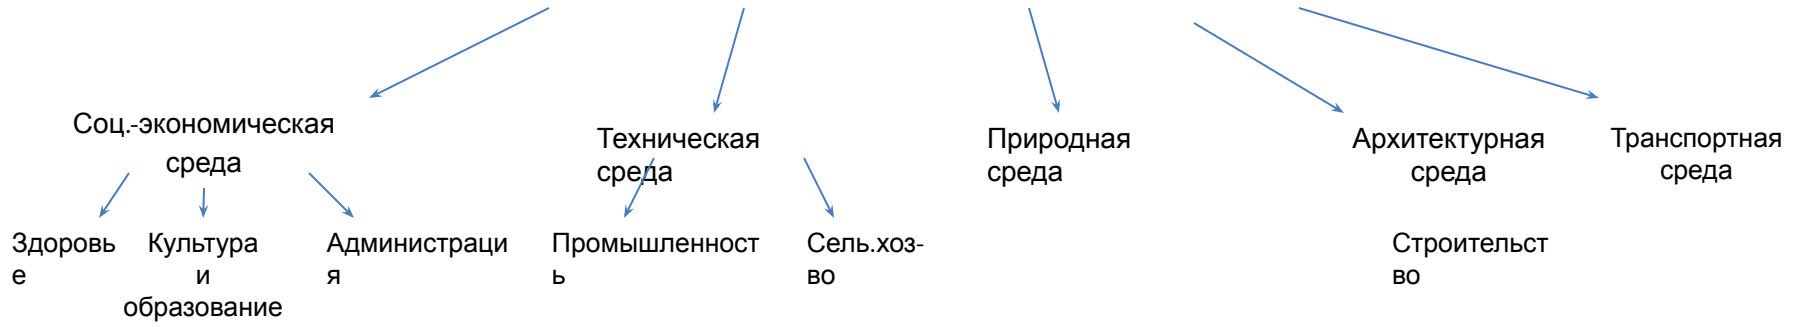 Соц.-экономическая
среда
Техническая
среда
Природная
среда
Архитектурная
среда
Транспортная
среда
Здоровь
е
Культура
и
образование
Администраци
я
Промышленност
ь
Сель.хоз-
во
Строительст
во